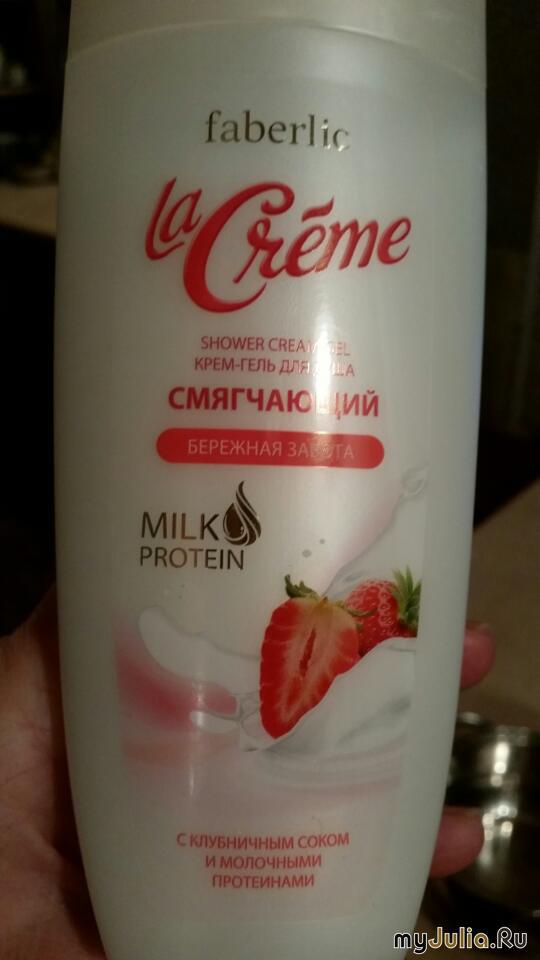 faberlic
La Crēme
SHOWER CREAM-GEL
КРЕМ-ГЕЛЬ ДЛЯ ДУША
СМЯГЧАЮЩИЙ
БЕРЕЖНАЯ ЗАБОТА
MILK
PROTEIN
С КЛУБНИЧНЫМ СОКОМ
И МОЛОЧНЫМИ
ПРОТЕИНАМИ
myJulia.Ru